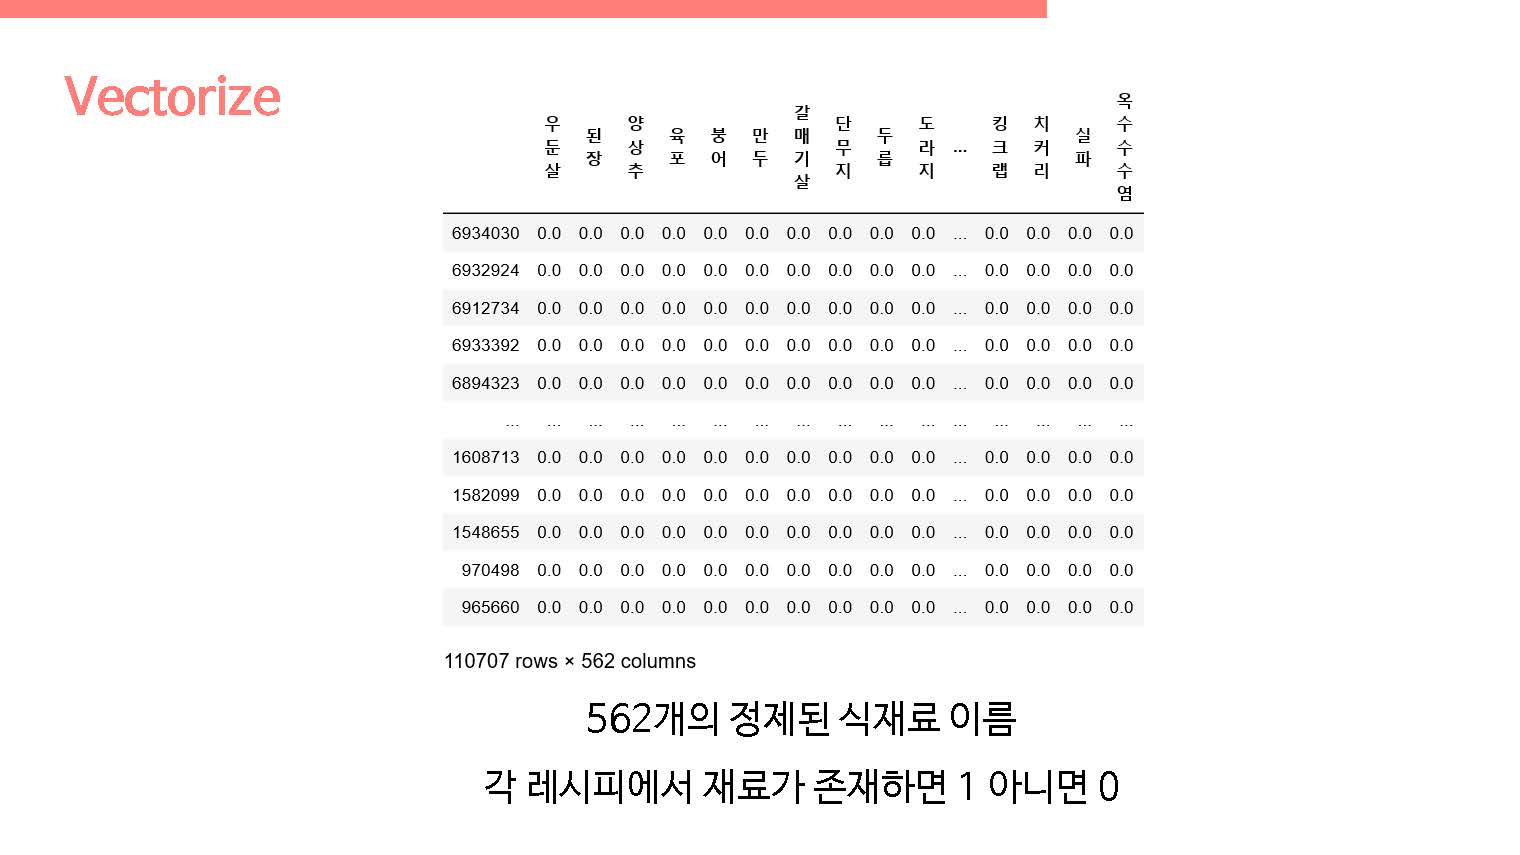 Vectorize
우둔살 된장 양상추 육포 붕어 만두 갈매기살 단무지 두릅 도라지 ... 킹크랩 치커리 실파 옥수수수염
6934030 0.0 0.0 0.0 0.0 0.0 0.0 0.0 0.0 0.0 0.0 ... 0.0 0.0 0.0 0.0
6932924 0.0 0.0 0.0 0.0 0.0 0.0 0.0 0.0 0.0 0.0 ... 0.0 0.0 0.0 0.0
6912734 0.0 0.0 0.0 0.0 0.0 0.0 0.0 0.0 0.0 0.0 ... 0.0 0.0 0.0 0.0
6933392 0.0 0.0 0.0 0.0 0.0 0.0 0.0 0.0 0.0 0.0 ... 0.0 0.0 0.0 0.0
6894323 0.0 0.0 0.0 0.0 0.0 0.0 0.0 0.0 0.0 0.0 ... 0.0 0.0 0.0 0.0
... ... ... ... ... ... ... ... ... ... ... ... ... ... ... ...
1608713 0.0 0.0 0.0 0.0 0.0 0.0 0.0 0.0 0.0 0.0 ... 0.0 0.0 0.0 0.0
1582099 0.0 0.0 0.0 0.0 0.0 0.0 0.0 0.0 0.0 0.0 ... 0.0 0.0 0.0 0.0
1548655 0.0 0.0 0.0 0.0 0.0 0.0 0.0 0.0 0.0 0.0 ... 0.0 0.0 0.0 0.0
970498 0.0 0.0 0.0 0.0 0.0 0.0 0.0 0.0 0.0 0.0 ... 0.0 0.0 0.0 0.0
965660 0.0 0.0 0.0 0.0 0.0 0.0 0.0 0.0 0.0 0.0 ... 0.0 0.0 0.0 0.0
110707 rows × 562 columns
562개의 정제된 식재료 이름
각 레시피에서 재료가 존재하면 1 아니면 0